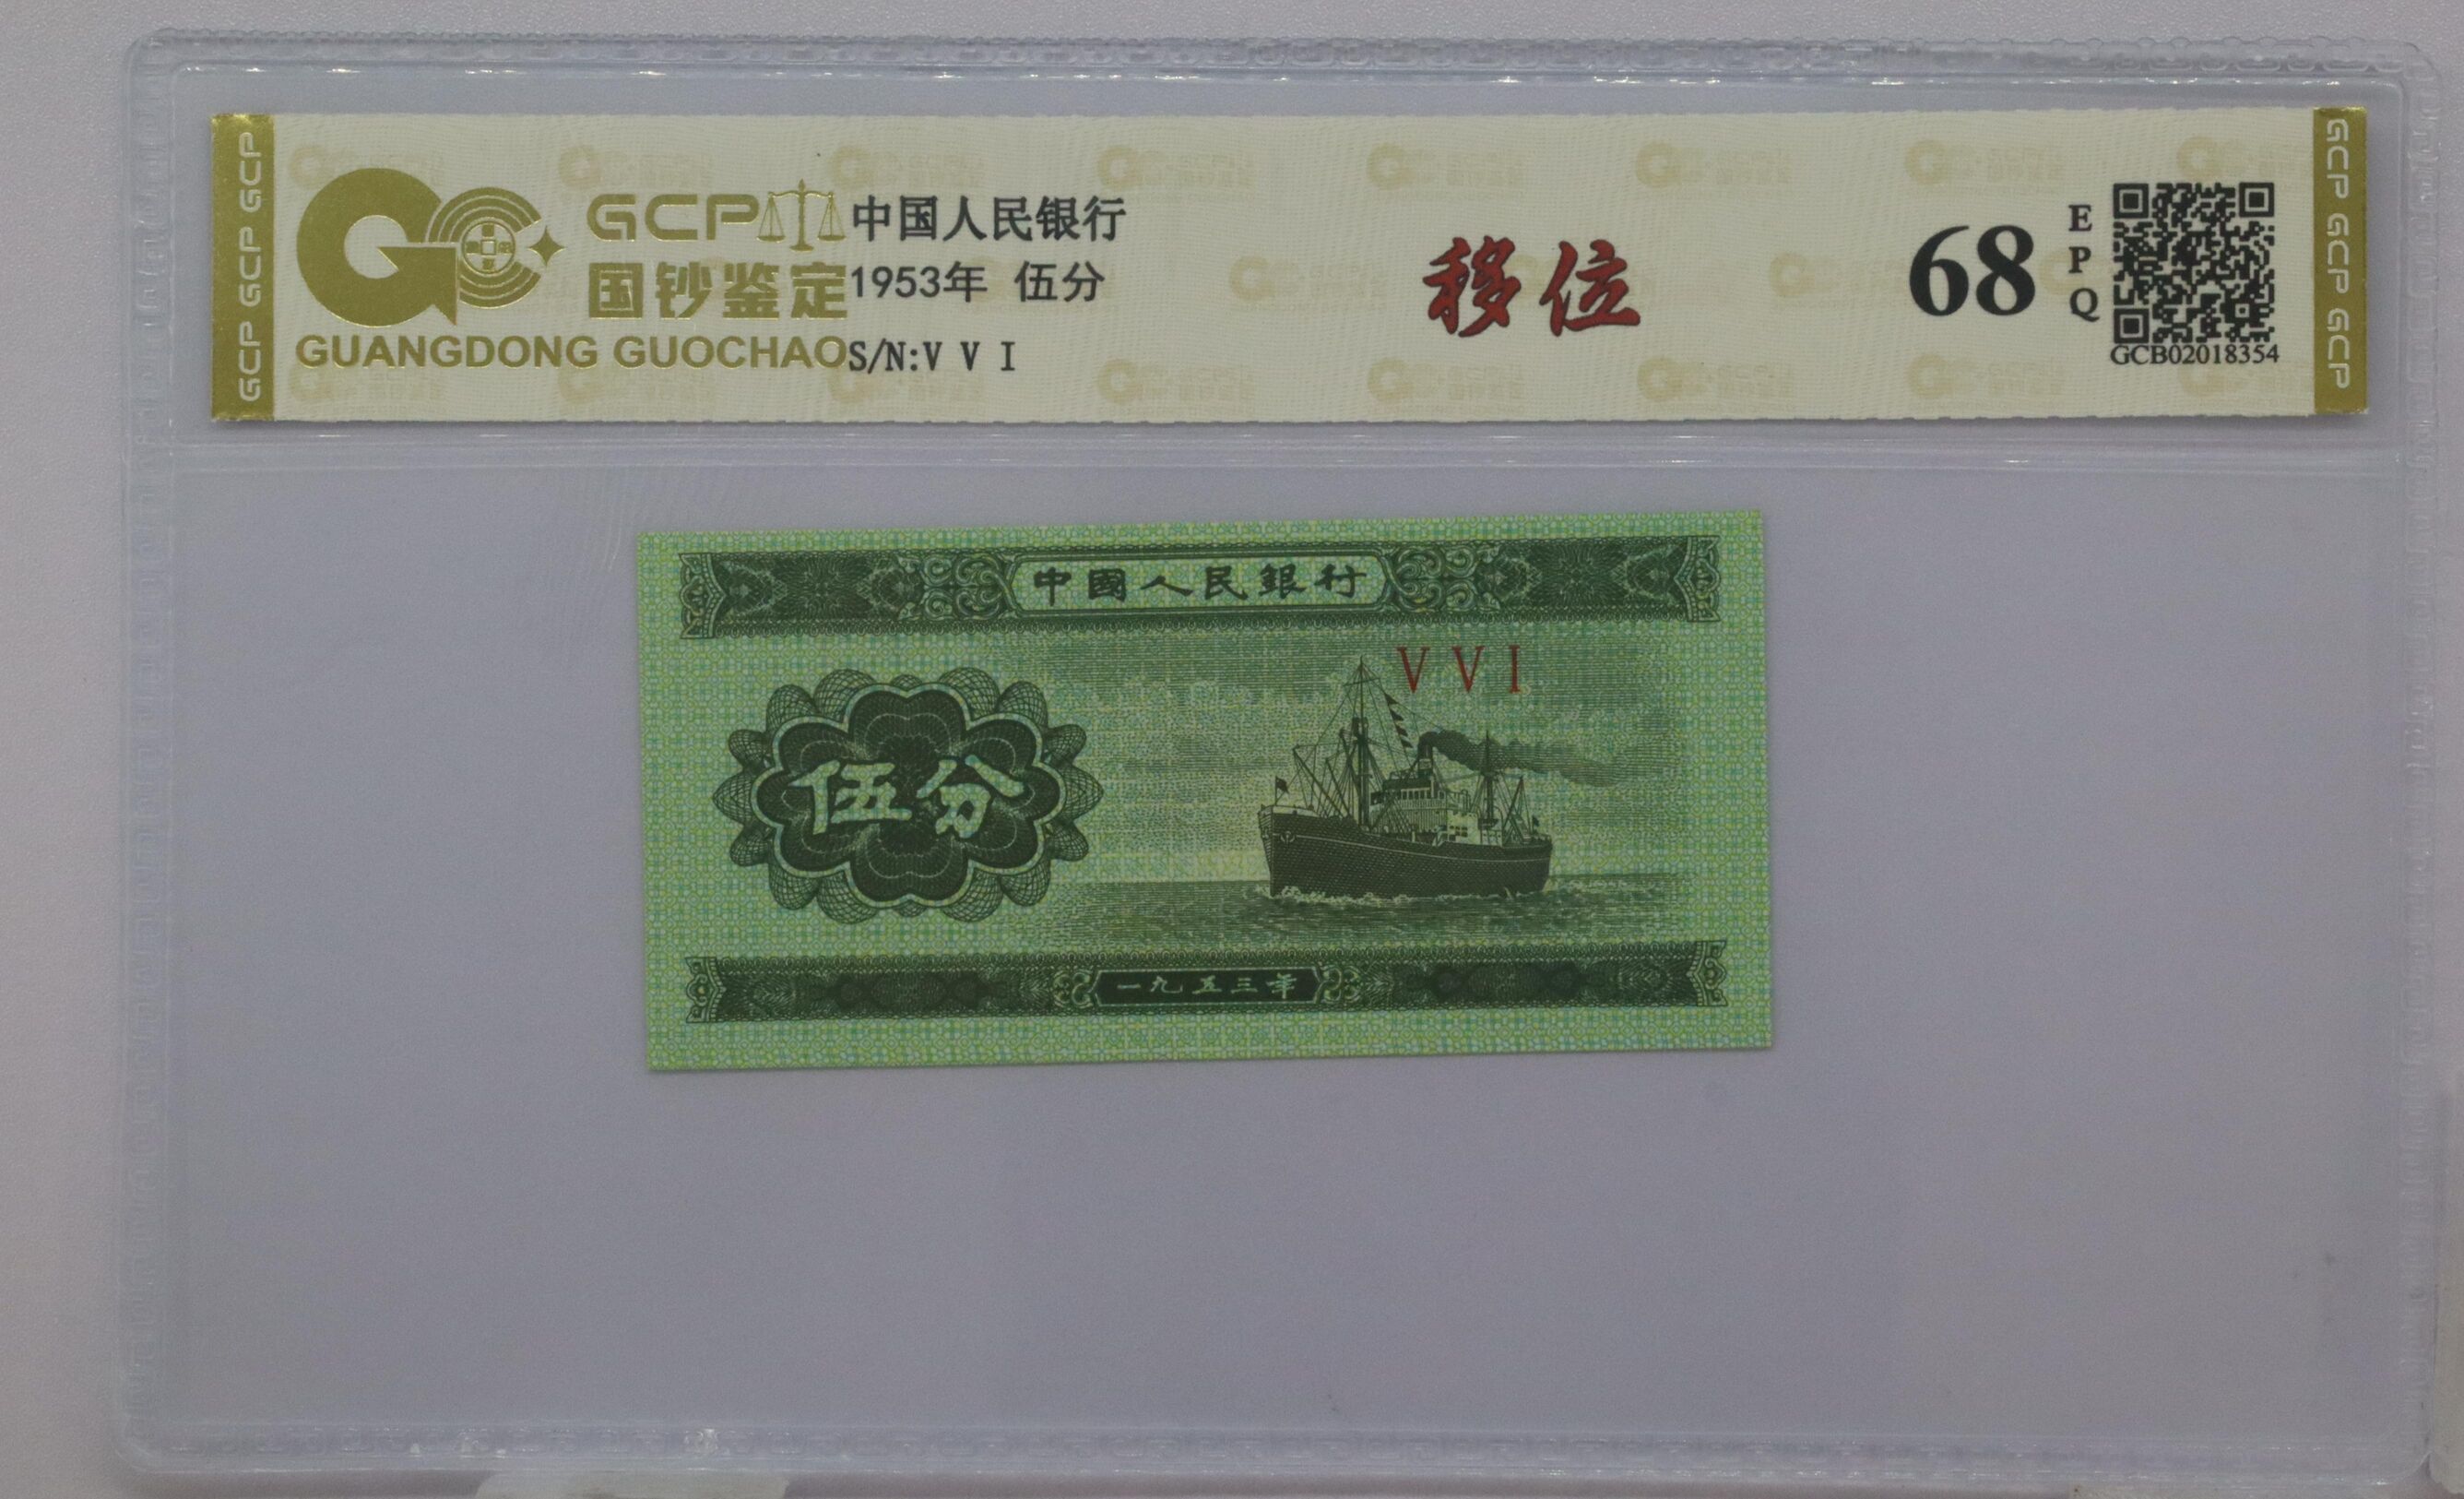 GCP GCP GCP
GCP
中国人民银行
国钞鉴定
1953年 伍分
GUANGDONG GUOCHAO
S/N:V V I
移位
68
E
P
Q
GCB02018354
GCP GCP GCP
中國人民銀行
V V I
伍分
一九五三年